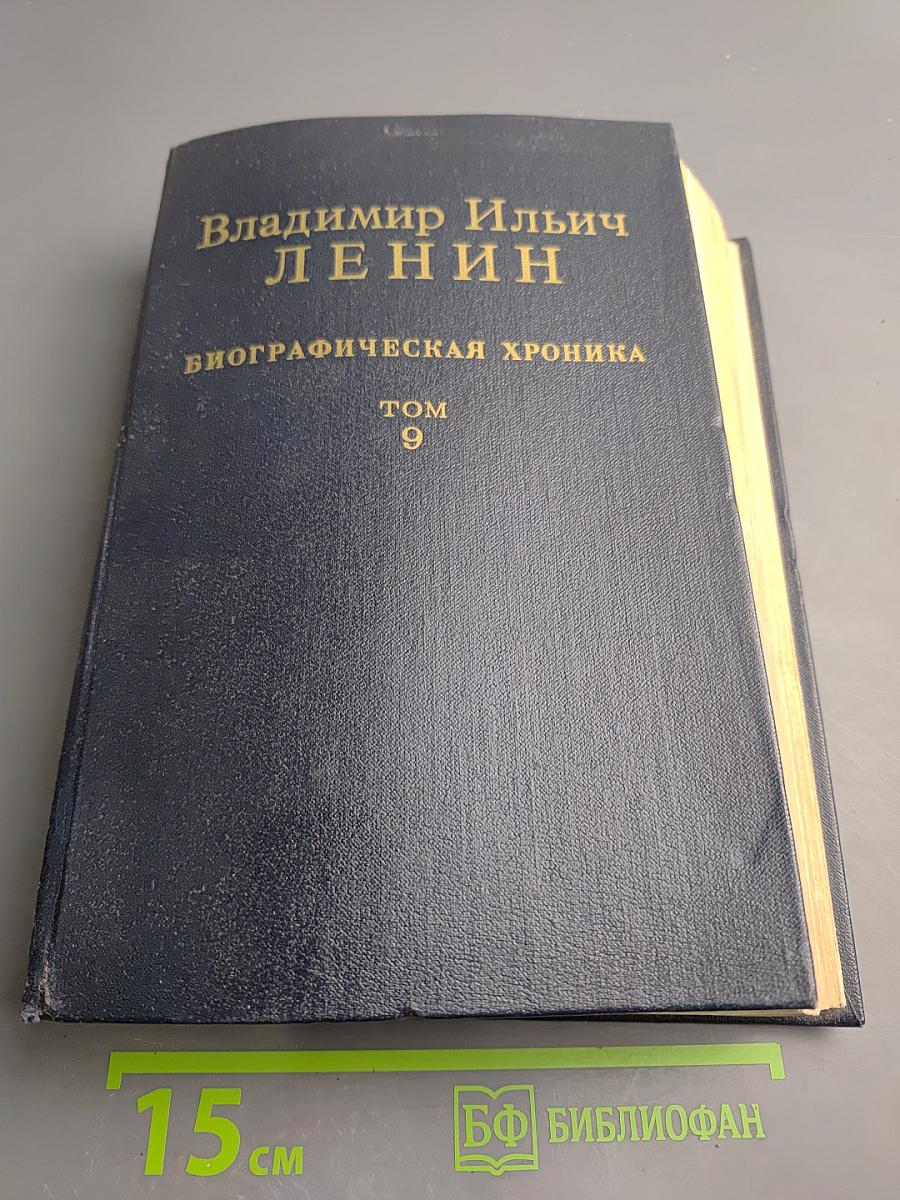 Владимир Ильич
ЛЕНИН
БИОГРАФИЧЕСКАЯ ХРОНИКА
ТОМ
9
15 см
БФ БИБЛИОФАН